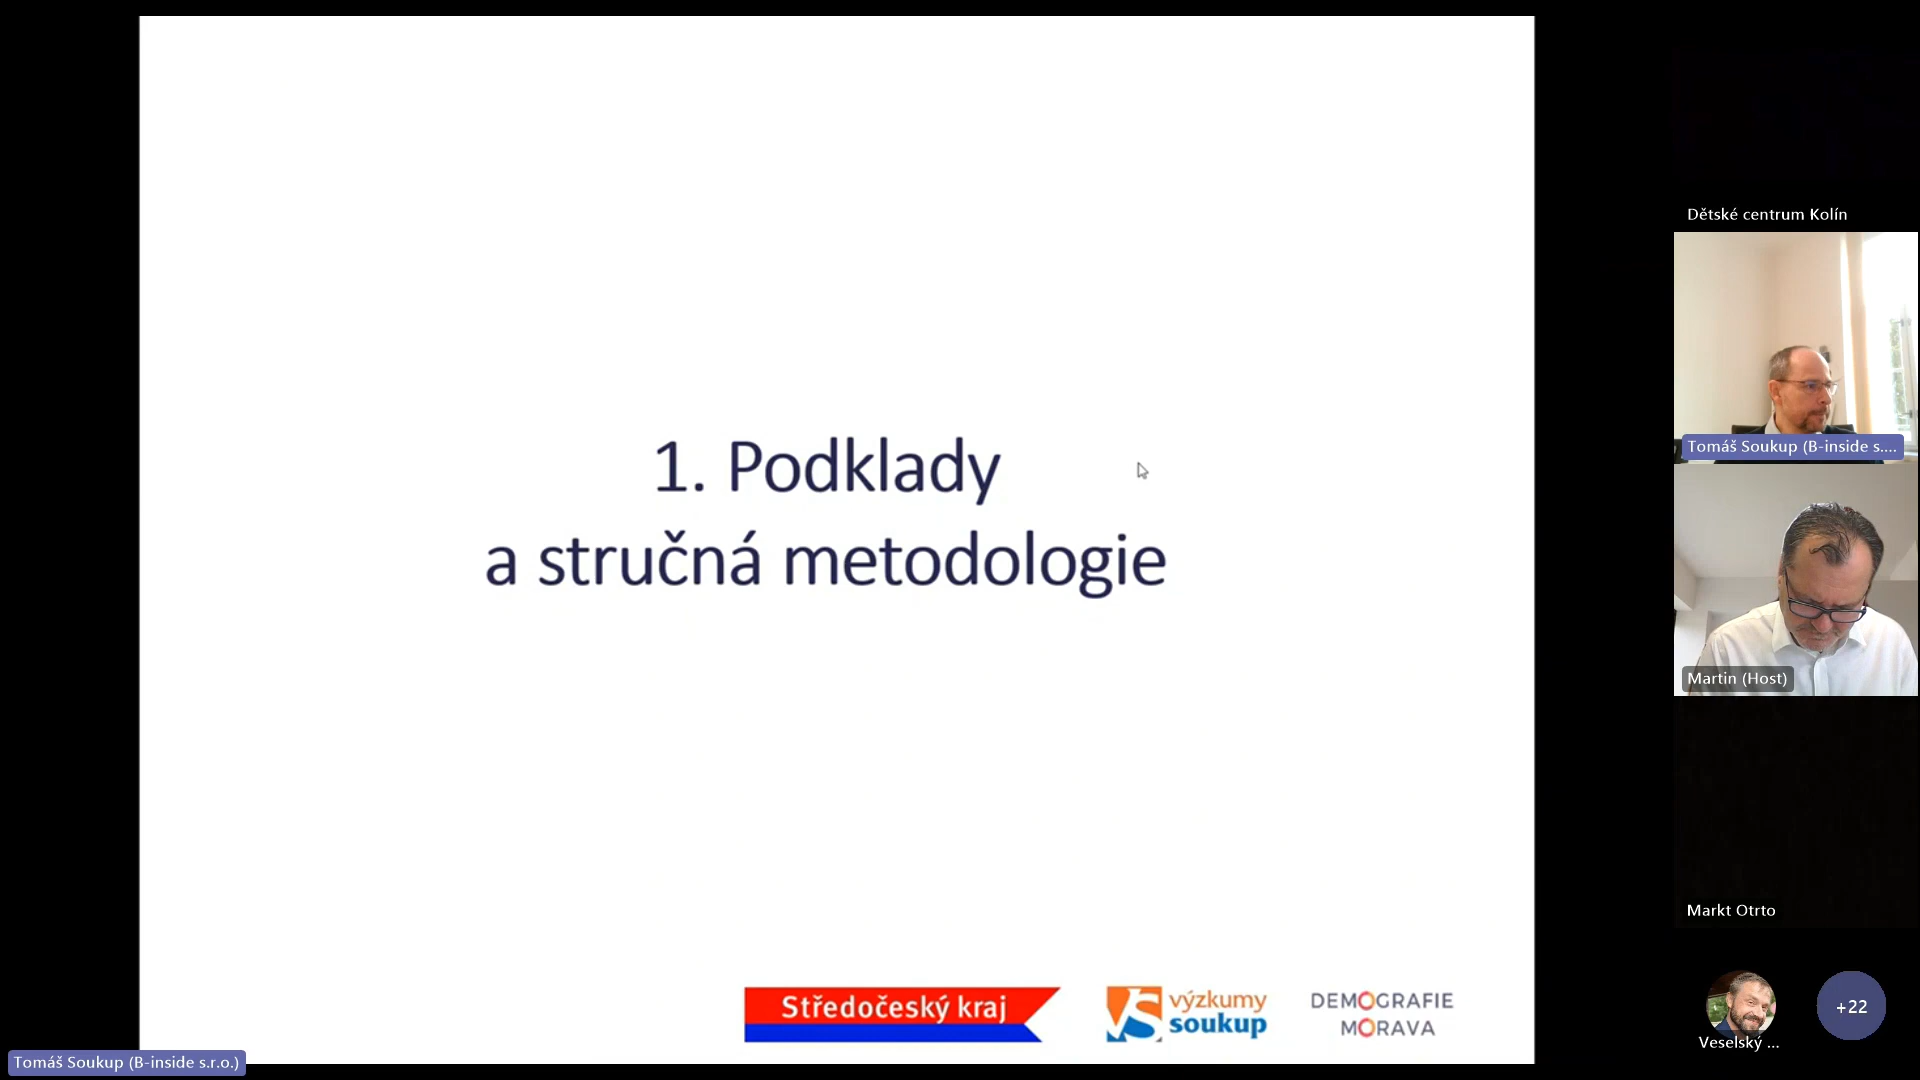 1. Podklady
a stručná metodologie
Středočeský kraj
výzkumy
soukup
DEMOGRAFIE
MORAVA
Tomáš Soukup (B-inside s.r.o.)
Dětské centrum Kolín
Tomáš Soukup (B-inside s....
Martin (Host)
Markt Otrto
Veselský ...
+22